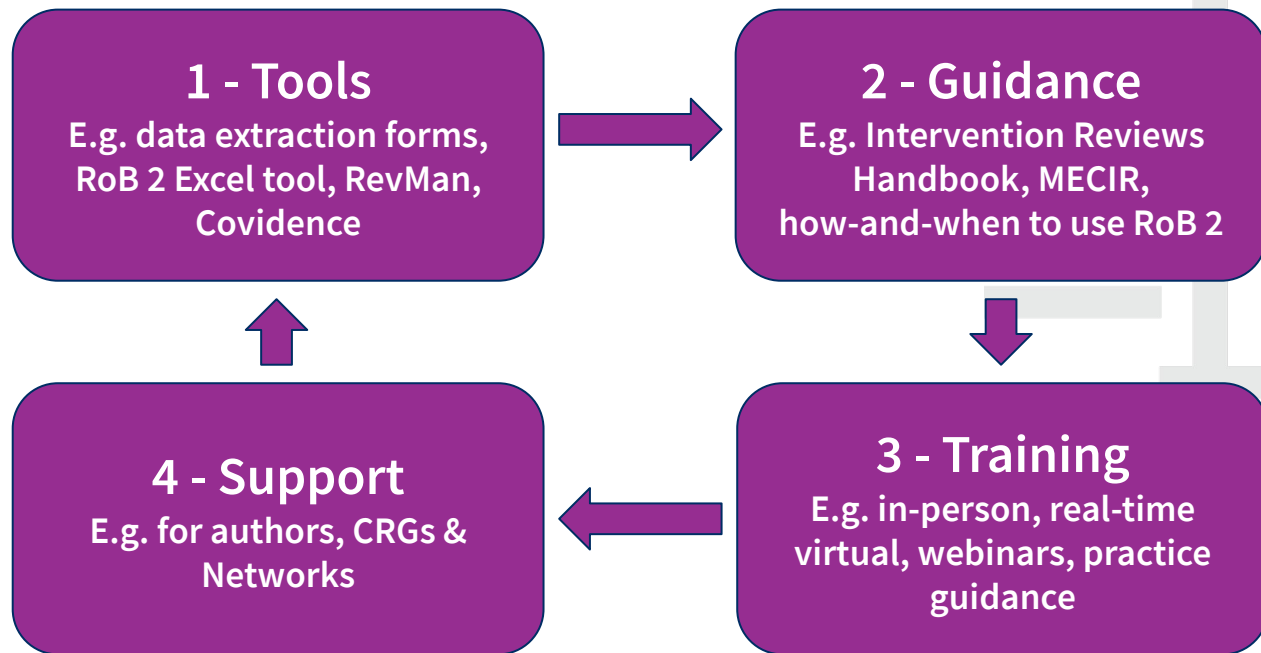 1 - Tools
E.g. data extraction forms,
RoB 2 Excel tool, RevMan,
Covidence
2 - Guidance
E.g. Intervention Reviews
Handbook, MECIR,
how-and-when to use RoB 2
3 - Training
E.g. in-person, real-time
virtual, webinars, practice
guidance
4 - Support
E.g. for authors, CRGs &
Networks